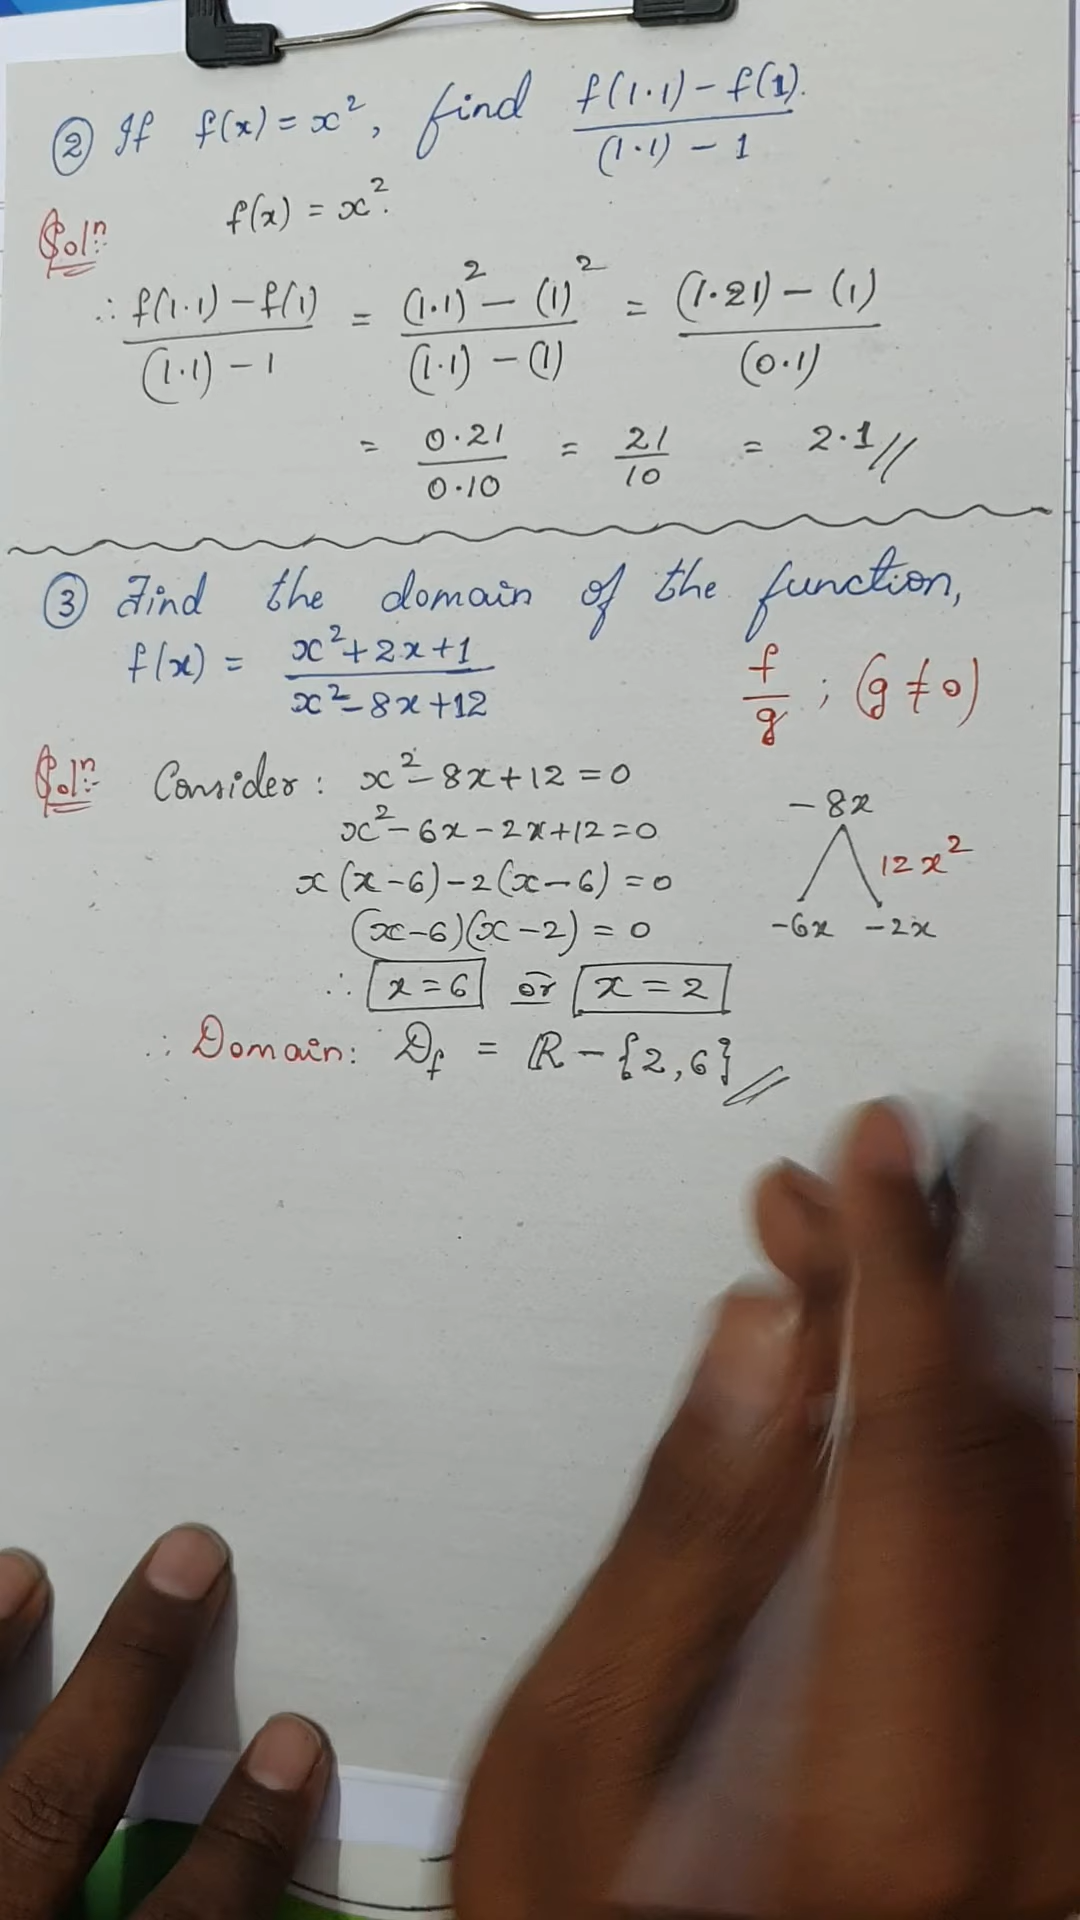 ② If f(x) = x², find (f(1·1) - f(1))/((1·1) - 1).
Solⁿ:-
f(x) = x².
∴ (f(1·1) - f(1))/((1·1) - 1) = ((1·1)² - (1)²)/((1·1) - (1)) = ((1·21) - (1))/(0·1)
= 0·21/0·10 = 21/10 = 2·1//
③ Find the domain of the function,
f(x) = (x²+2x+1)/(x²-8x+12)
f/g ; (g ≠ 0)
Solⁿ:- Consider: x²-8x+12 = 0
x²-6x-2x+12 = 0
x(x-6)-2(x-6) = 0
(x-6)(x-2) = 0
∴ x = 6 or x = 2
-8x
12x²
-6x -2x
∴ Domain: D_f = ℝ - {2,6}//